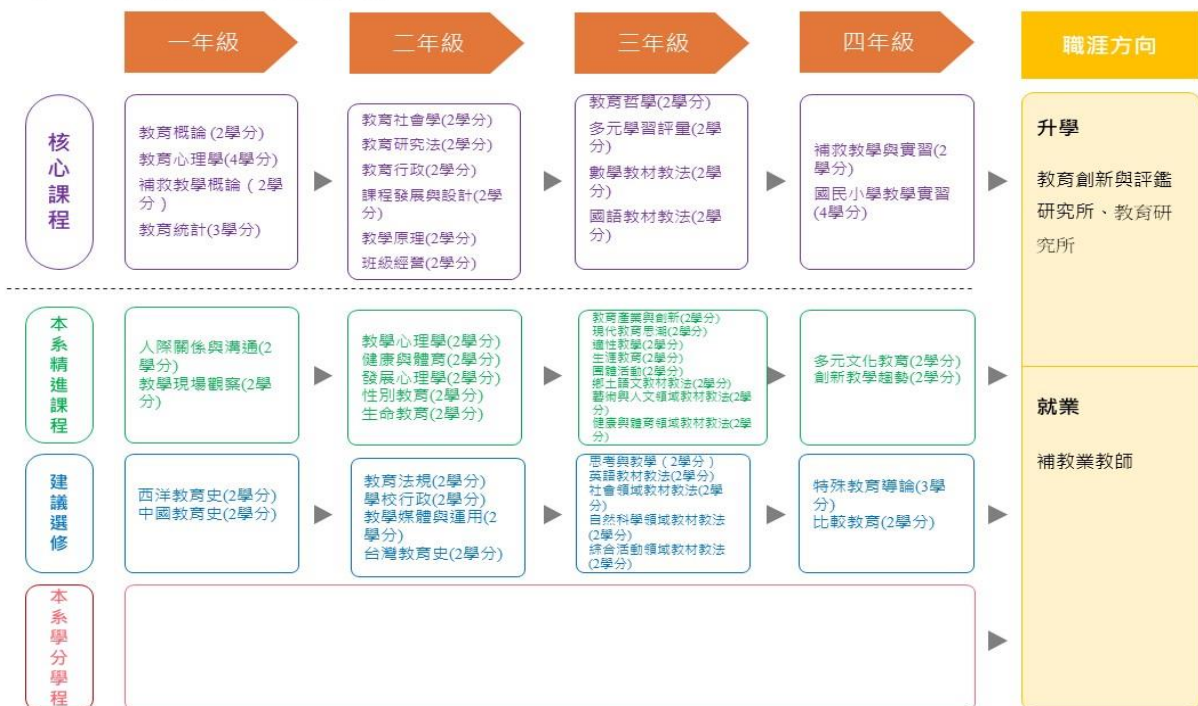 一年級
二年級
三年級
四年級
職涯方向
核心課程
教育概論 (2學分)
教育心理學(4學分)
補救教學概論 (2學
分)
教育統計(3學分)
教育社會學(2學分)
教育研究法(2學分)
教育行政(2學分)
課程發展與設計(2學
分)
教學原理(2學分)
班級經營(2學分)
教育哲學(2學分)
多元學習評量(2學
分)
數學教材教法(2學
分)
國語教材教法(2學
分)
補救教學與實習(2
學分)
國民小學教學實習
(4學分)
升學
教育創新與評鑑
研究所、教育研
究所
本系精進課程
人際關係與溝通(2
學分)
教學現場觀察(2學
分)
教學心理學(2學分)
健康與體育(2學分)
發展心理學(2學分)
性別教育(2學分)
生命教育(2學分)
教育產業與創新(2學分)
現代教育思潮(2學分)
適性教學(2學分)
生涯教育(2學分)
團體活動(2學分)
鄉土語文教材教法(2學分)
藝術與人文領域教材教法(2學
分)
健康與體育領域教材教法(2學
分)
多元文化教育(2學分)
創新教學趨勢(2學分)
就業
補教業教師
建議選修
西洋教育史(2學分)
中國教育史(2學分)
教育法規(2學分)
學校行政(2學分)
教學媒體與運用(2
學分)
台灣教育史(2學分)
思考與教學 (2學分)
英語教材教法(2學分)
社會領域教材教法(2學
分)
自然科學領域教材教法
(2學分)
綜合活動領域教材教法
(2學分)
特殊教育導論(3學
分)
比較教育(2學分)
本系學分學程